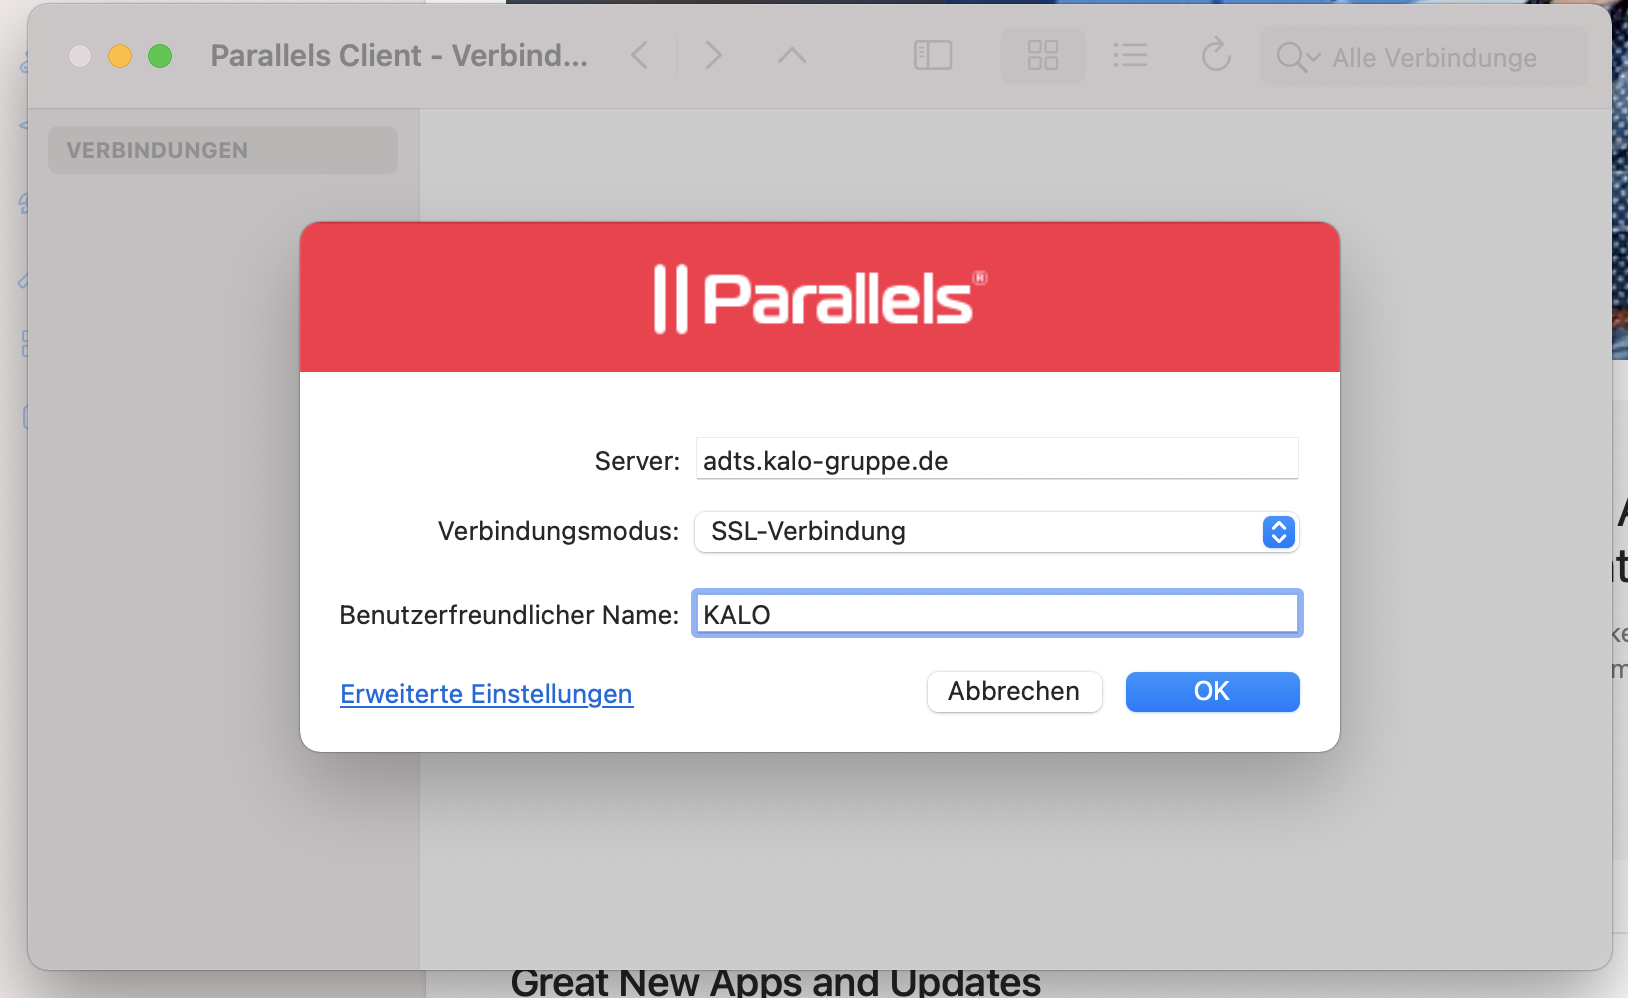 Parallels Client - Verbind...
Alle Verbindunge
VERBINDUNGEN
Parallels®
Server: adts.kalo-gruppe.de
Verbindungsmodus: SSL-Verbindung
Benutzerfreundlicher Name: KALO
Erweiterte Einstellungen
Abbrechen
OK
Great New Apps and Updates